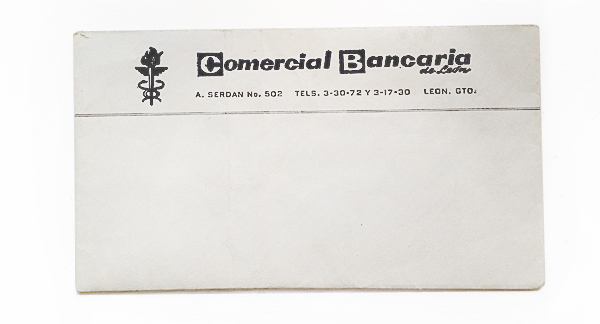 Comercial Bancaria
de León
A. SERDAN No. 502 TELS. 3-30-72 Y 3-17-30 LEON, GTO.